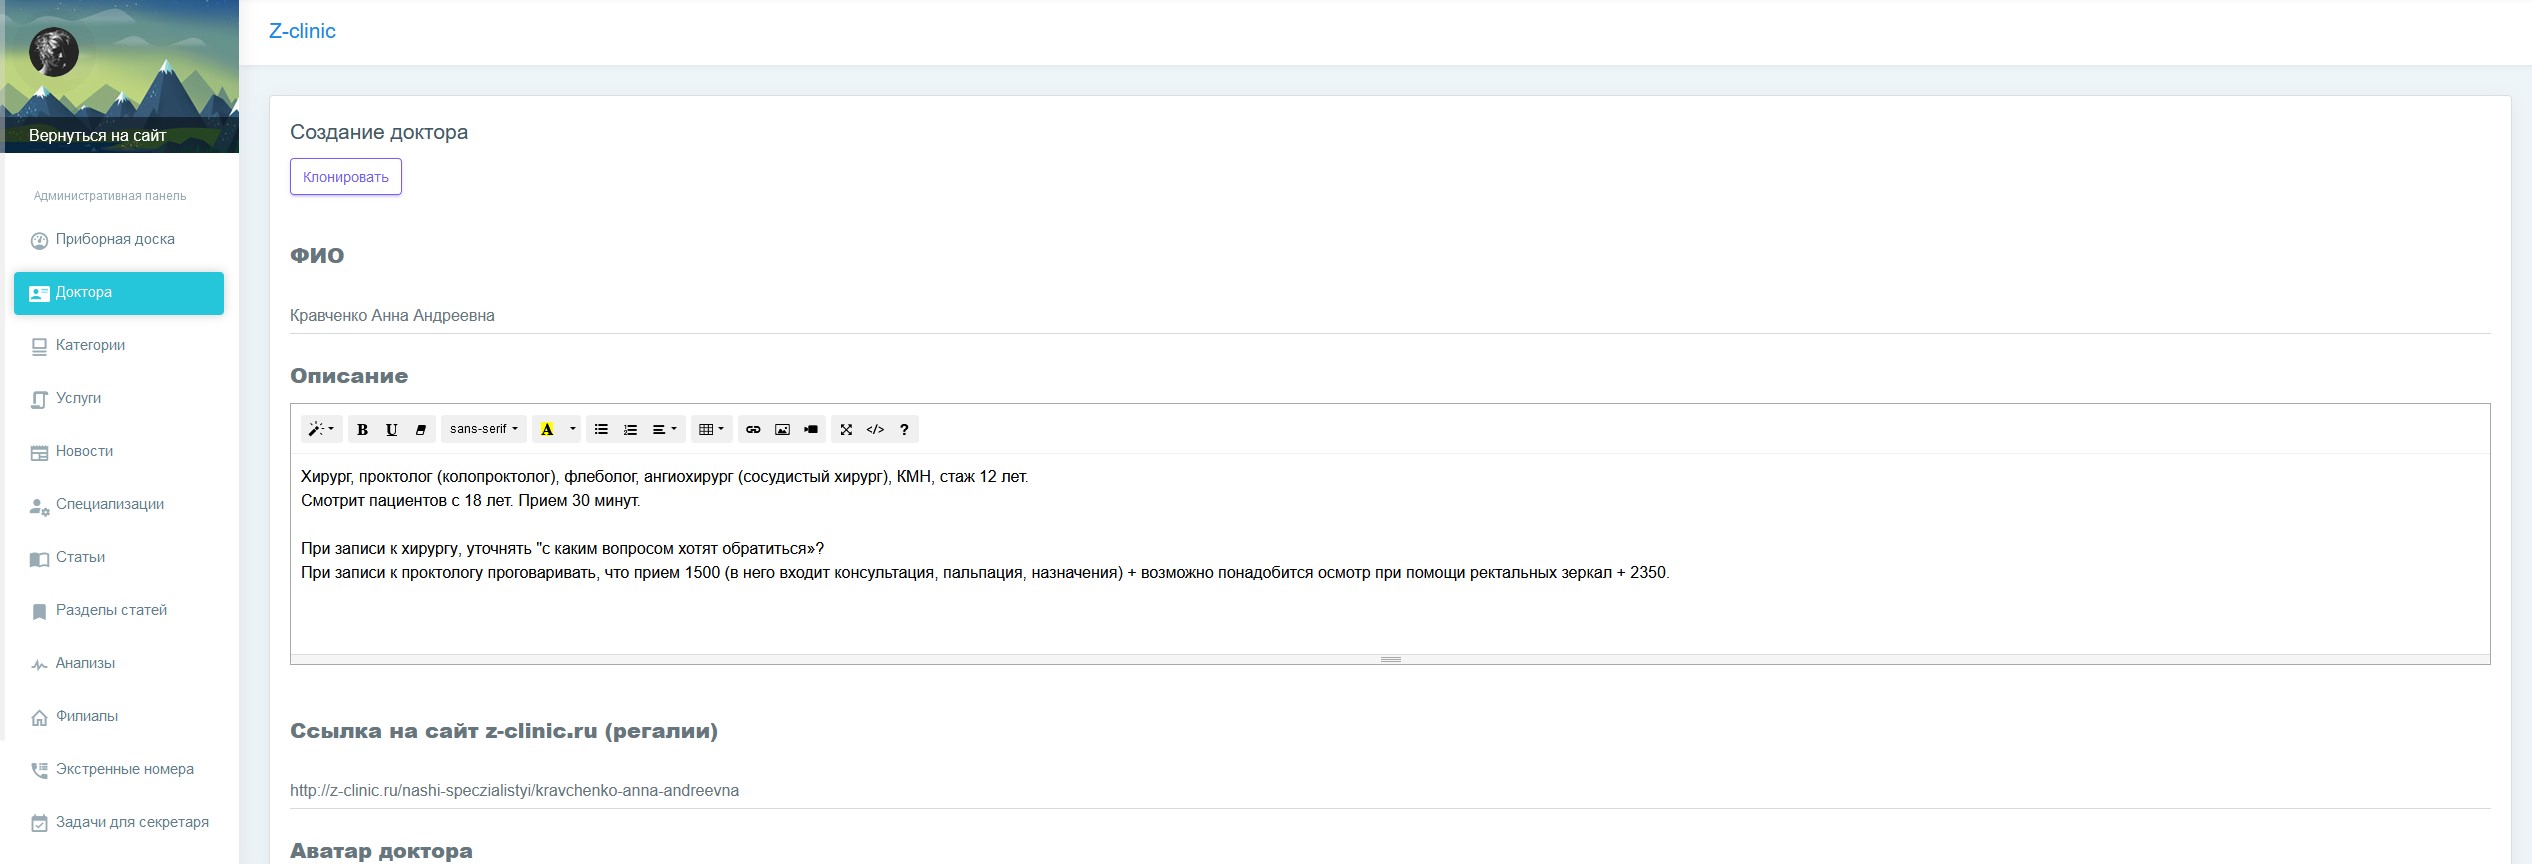 Z-clinic
Вернуться на сайт
Административная панель
Приборная доска
Доктора
Категории
Услуги
Новости
Специализации
Статьи
Разделы статей
Анализы
Филиалы
Экстренные номера
Задачи для секретаря
Создание доктора
Клонировать
ФИО
Кравченко Анна Андреевна
Описание
B U sans-serif A </> ?
Хирург, проктолог (колопроктолог), флеболог, ангиохирург (сосудистый хирург), КМН, стаж 12 лет.
Смотрит пациентов с 18 лет. Прием 30 минут.
При записи к хирургу, уточнять "с каким вопросом хотят обратиться»?
При записи к проктологу проговаривать, что прием 1500 (в него входит консультация, пальпация, назначения) + возможно понадобится осмотр при помощи ректальных зеркал + 2350.
Ссылка на сайт z-clinic.ru (регалии)
http://z-clinic.ru/nashi-speczialistyi/kravchenko-anna-andreevna
Аватар доктора